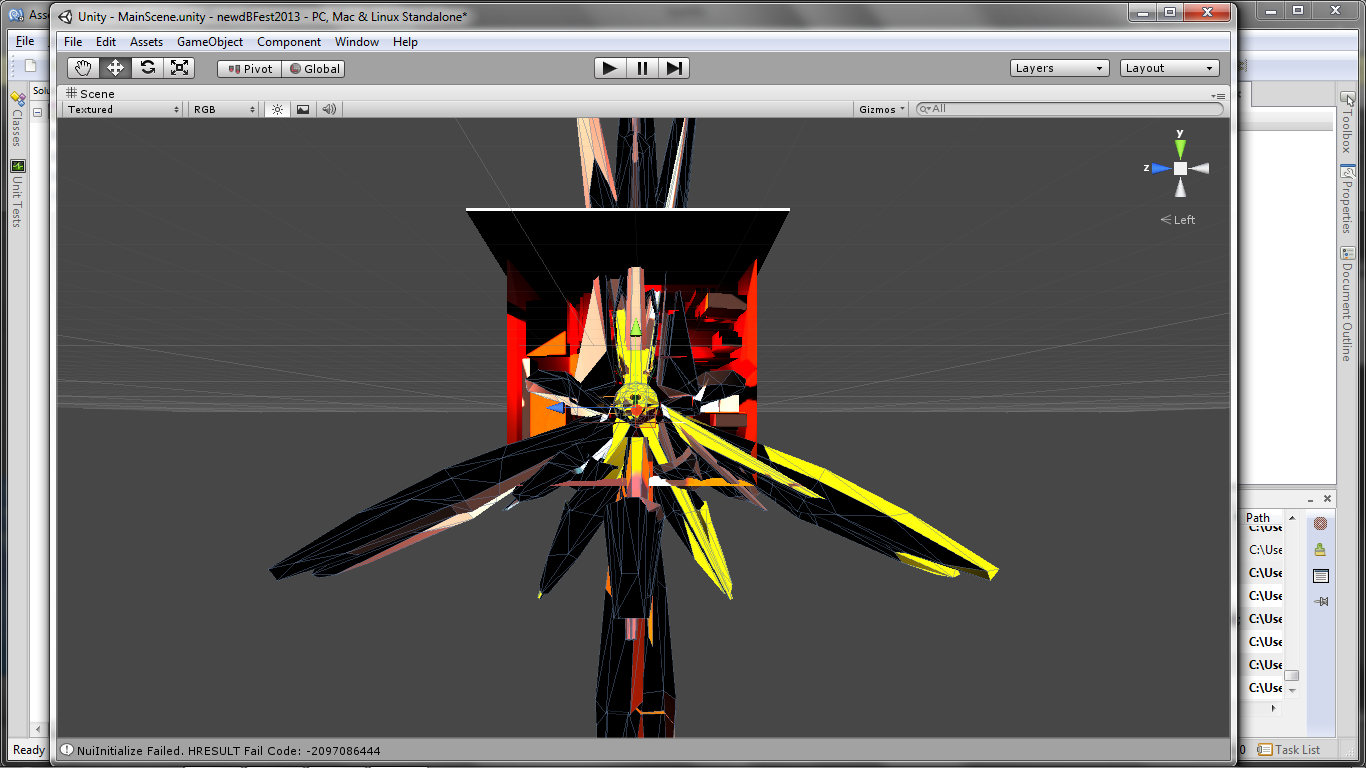 Unity - MainScene.unity - newdBFest2013 - PC, Mac & Linux Standalone*
File
File Edit Assets GameObject Component Window Help
Pivot Global
Layers Layout
Scene
Textured RGB Gizmos All
y
z
Left
Classes
Unit Tests
Toolbox
Properties
Document Outline
Path
C:\Use
C:\Use
C:\Use
C:\Use
C:\Use
C:\Use
C:\Use
C:\Use
NuiInitialize Failed. HRESULT Fail Code: -2097086444
Ready
0 Task List